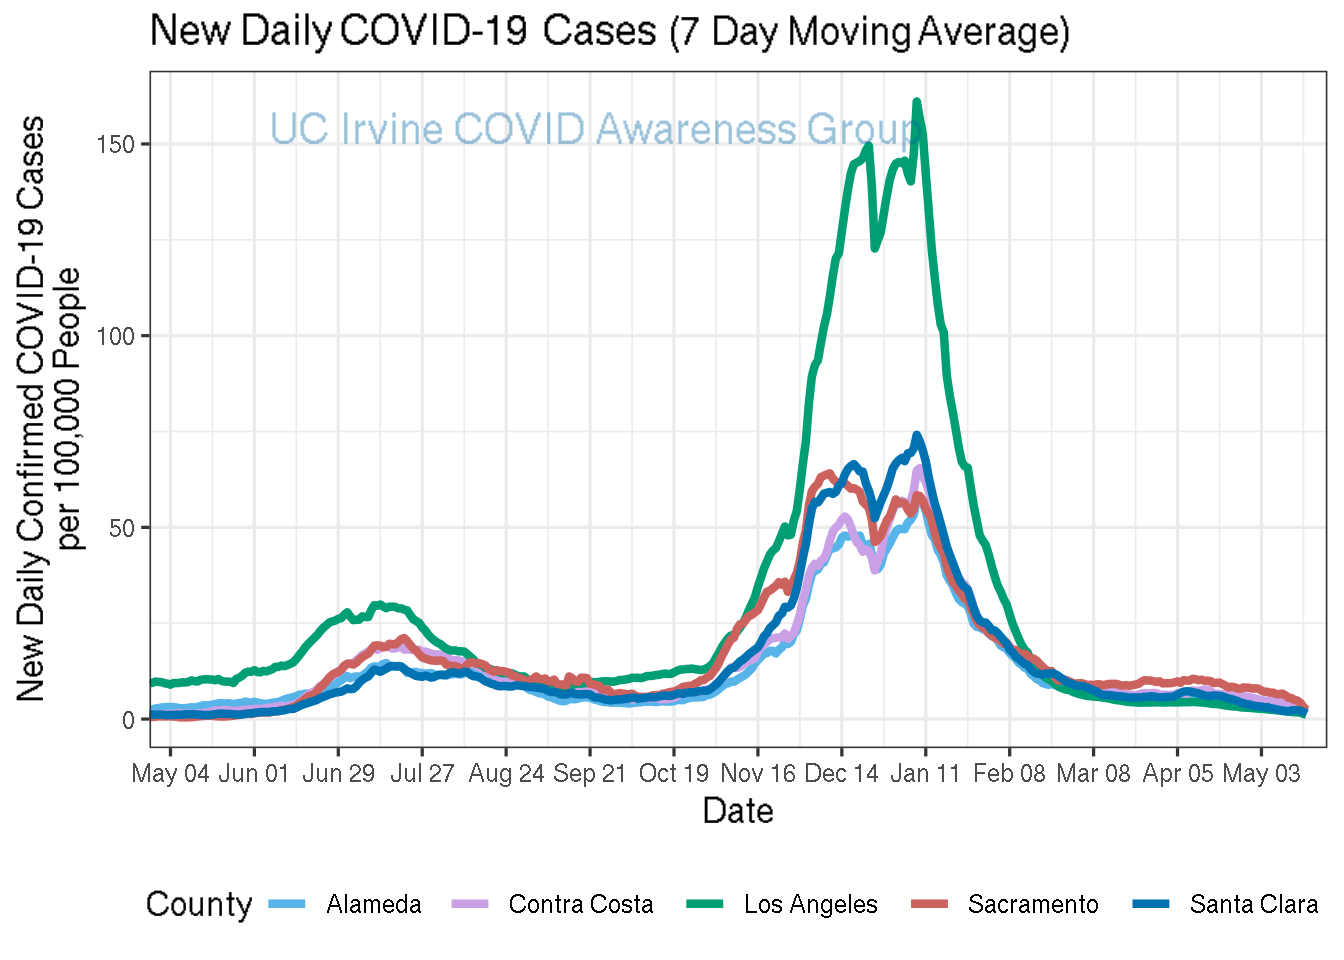 New Daily COVID-19 Cases (7 Day Moving Average)
UC Irvine COVID Awareness Group
New Daily Confirmed COVID-19 Cases
per 100,000 People
150
100
50
0
May 04 Jun 01 Jun 29 Jul 27 Aug 24 Sep 21 Oct 19 Nov 16 Dec 14 Jan 11 Feb 08 Mar 08 Apr 05 May 03
Date
County Alameda Contra Costa Los Angeles Sacramento Santa Clara